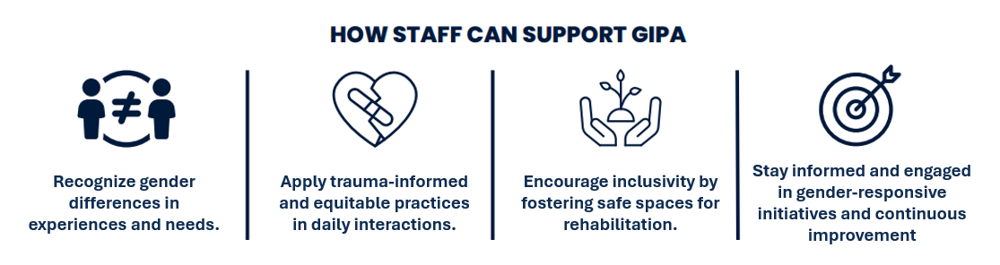 HOW STAFF CAN SUPPORT GIPA
≠
Recognize gender
differences in
experiences and needs.
Apply trauma-informed
and equitable practices
in daily interactions.
Encourage inclusivity by
fostering safe spaces for
rehabilitation.
Stay informed and engaged
in gender-responsive
initiatives and continuous
improvement